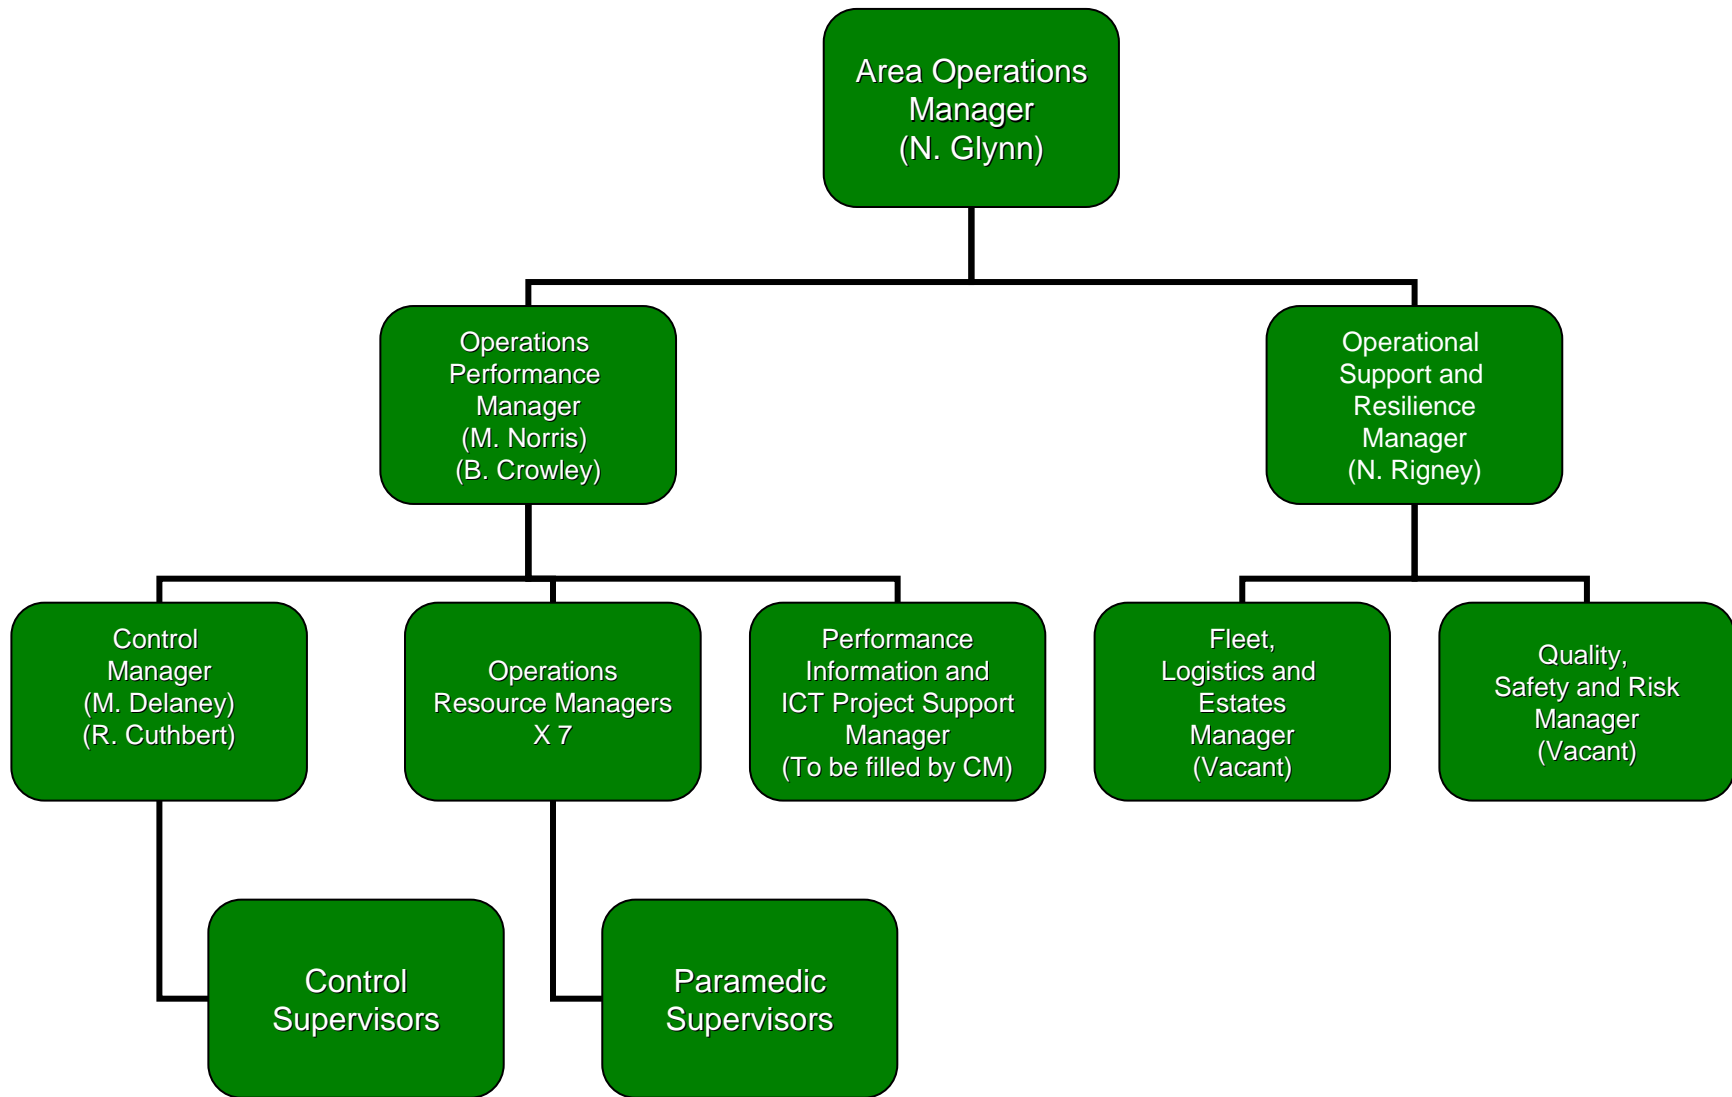 Area Operations
Manager
(N. Glynn)
Operations
Performance
Manager
(M. Norris)
(B. Crowley)
Operational
Support and
Resilience
Manager
(N. Rigney)
Control
Manager
(M. Delaney)
(R. Cuthbert)
Operations
Resource Managers
X 7
Performance
Information and
ICT Project Support
Manager
(To be filled by CM)
Fleet,
Logistics and
Estates
Manager
(Vacant)
Quality,
Safety and Risk
Manager
(Vacant)
Control
Supervisors
Paramedic
Supervisors